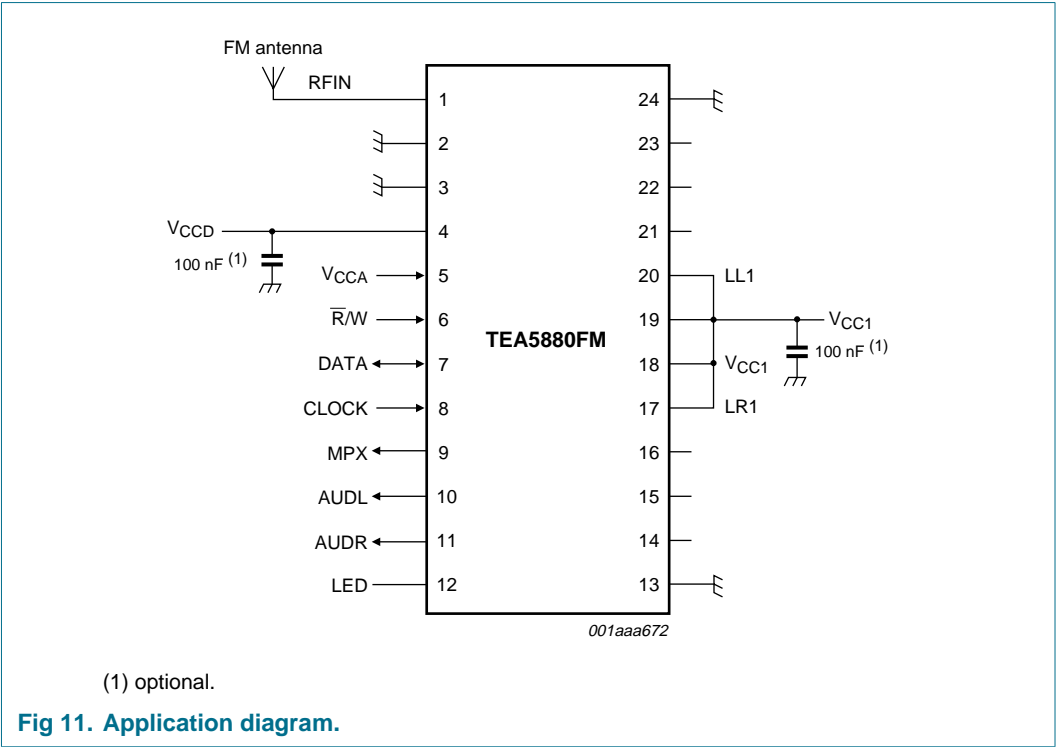 FM antenna
RFIN
1 24
2 23
3 22
VCCD 4 21
100 nF (1)
VCCA 5 20 LL1
R̅/W 6 19 VCC1
TEA5880FM
100 nF (1)
DATA 7 18 VCC1
CLOCK 8 17 LR1
MPX 9 16
AUDL 10 15
AUDR 11 14
LED 12 13
001aaa672
(1) optional.
Fig 11. Application diagram.